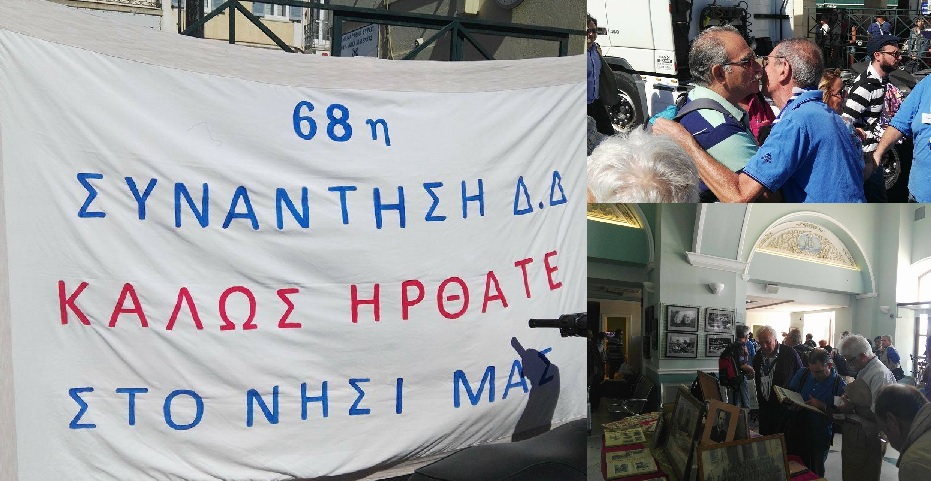 68η
ΣΥΝΑΝΤΗΣΗ Δ.Δ
ΚΑΛΩΣ ΗΡΘΑΤΕ
ΣΤΟ ΝΗΣΙ ΜΑΣ